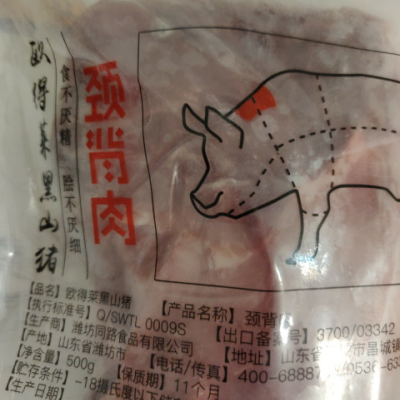 欧得莱黑山猪
食不厌精
脍不厌细
颈背肉
【品名】欧得莱黑山猪
【产品名称】颈背
【执行标准号】Q/SWTL 0009S
【出口备案号】3700/03342
【生产商】潍坊同路食品有限公司
【地址】山东省 市昌城镇
【产地】山东省潍坊市
【电话/传真】400-6888 0536-63
【净含量】500g
【保质期】11个月
【贮存条件】-18摄氏度以下
【生产日期】